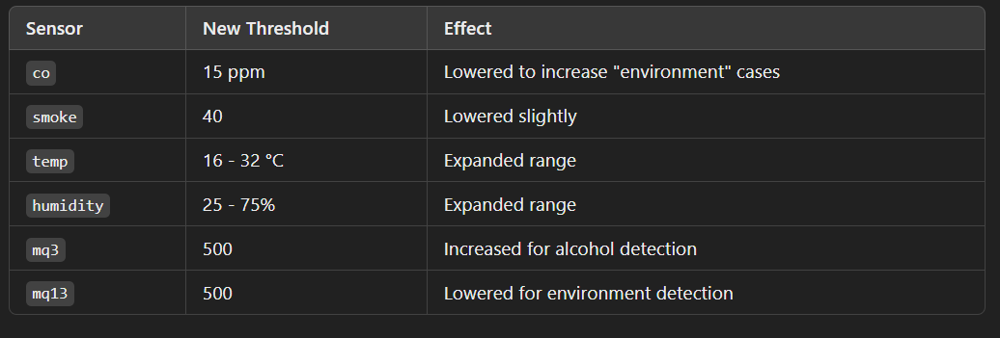 Sensor New Threshold Effect
co 15 ppm Lowered to increase "environment" cases
smoke 40 Lowered slightly
temp 16 - 32 °C Expanded range
humidity 25 - 75% Expanded range
mq3 500 Increased for alcohol detection
mq13 500 Lowered for environment detection